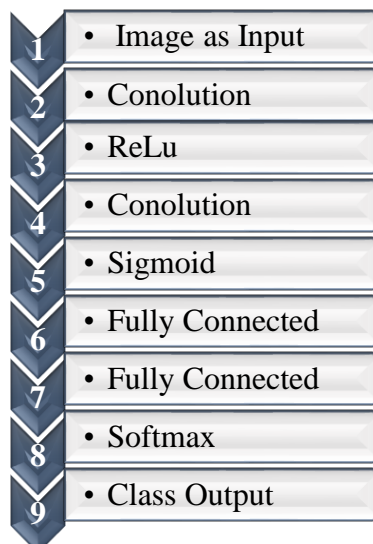 1 • Image as Input
2 • Conolution
3 • ReLu
4 • Conolution
5 • Sigmoid
6 • Fully Connected
7 • Fully Connected
8 • Softmax
9 • Class Output